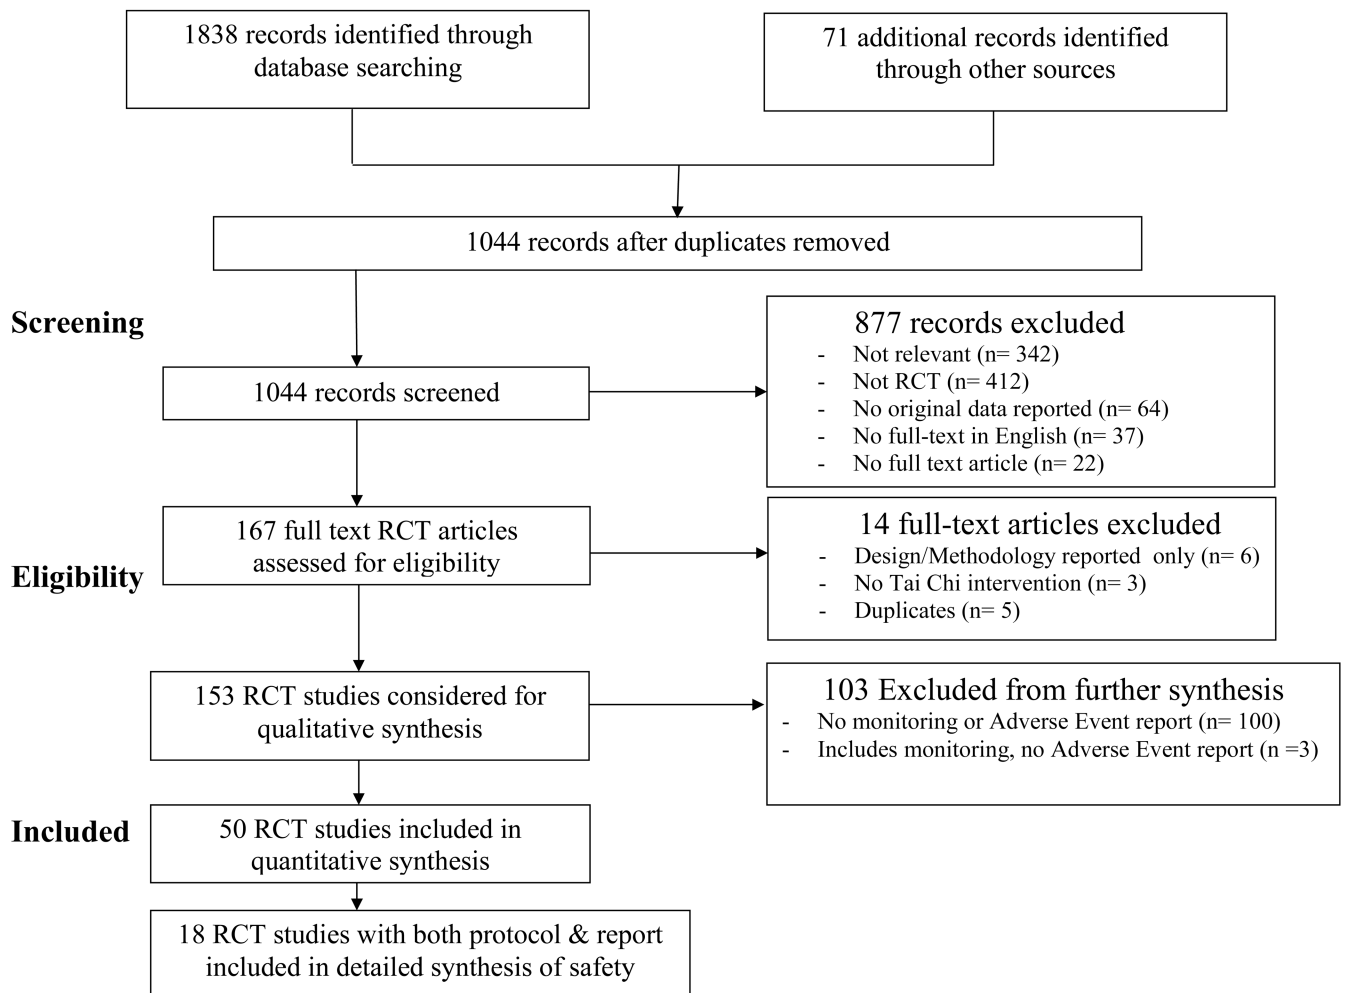 1838 records identified through
database searching
71 additional records identified
through other sources
1044 records after duplicates removed
Screening
877 records excluded
- Not relevant (n= 342)
- Not RCT (n= 412)
- No original data reported (n= 64)
- No full-text in English (n= 37)
- No full text article (n= 22)
1044 records screened
167 full text RCT articles
assessed for eligibility
14 full-text articles excluded
- Design/Methodology reported only (n= 6)
- No Tai Chi intervention (n= 3)
- Duplicates (n= 5)
Eligibility
153 RCT studies considered for
qualitative synthesis
103 Excluded from further synthesis
- No monitoring or Adverse Event report (n= 100)
- Includes monitoring, no Adverse Event report (n =3)
Included
50 RCT studies included in
quantitative synthesis
18 RCT studies with both protocol & report
included in detailed synthesis of safety